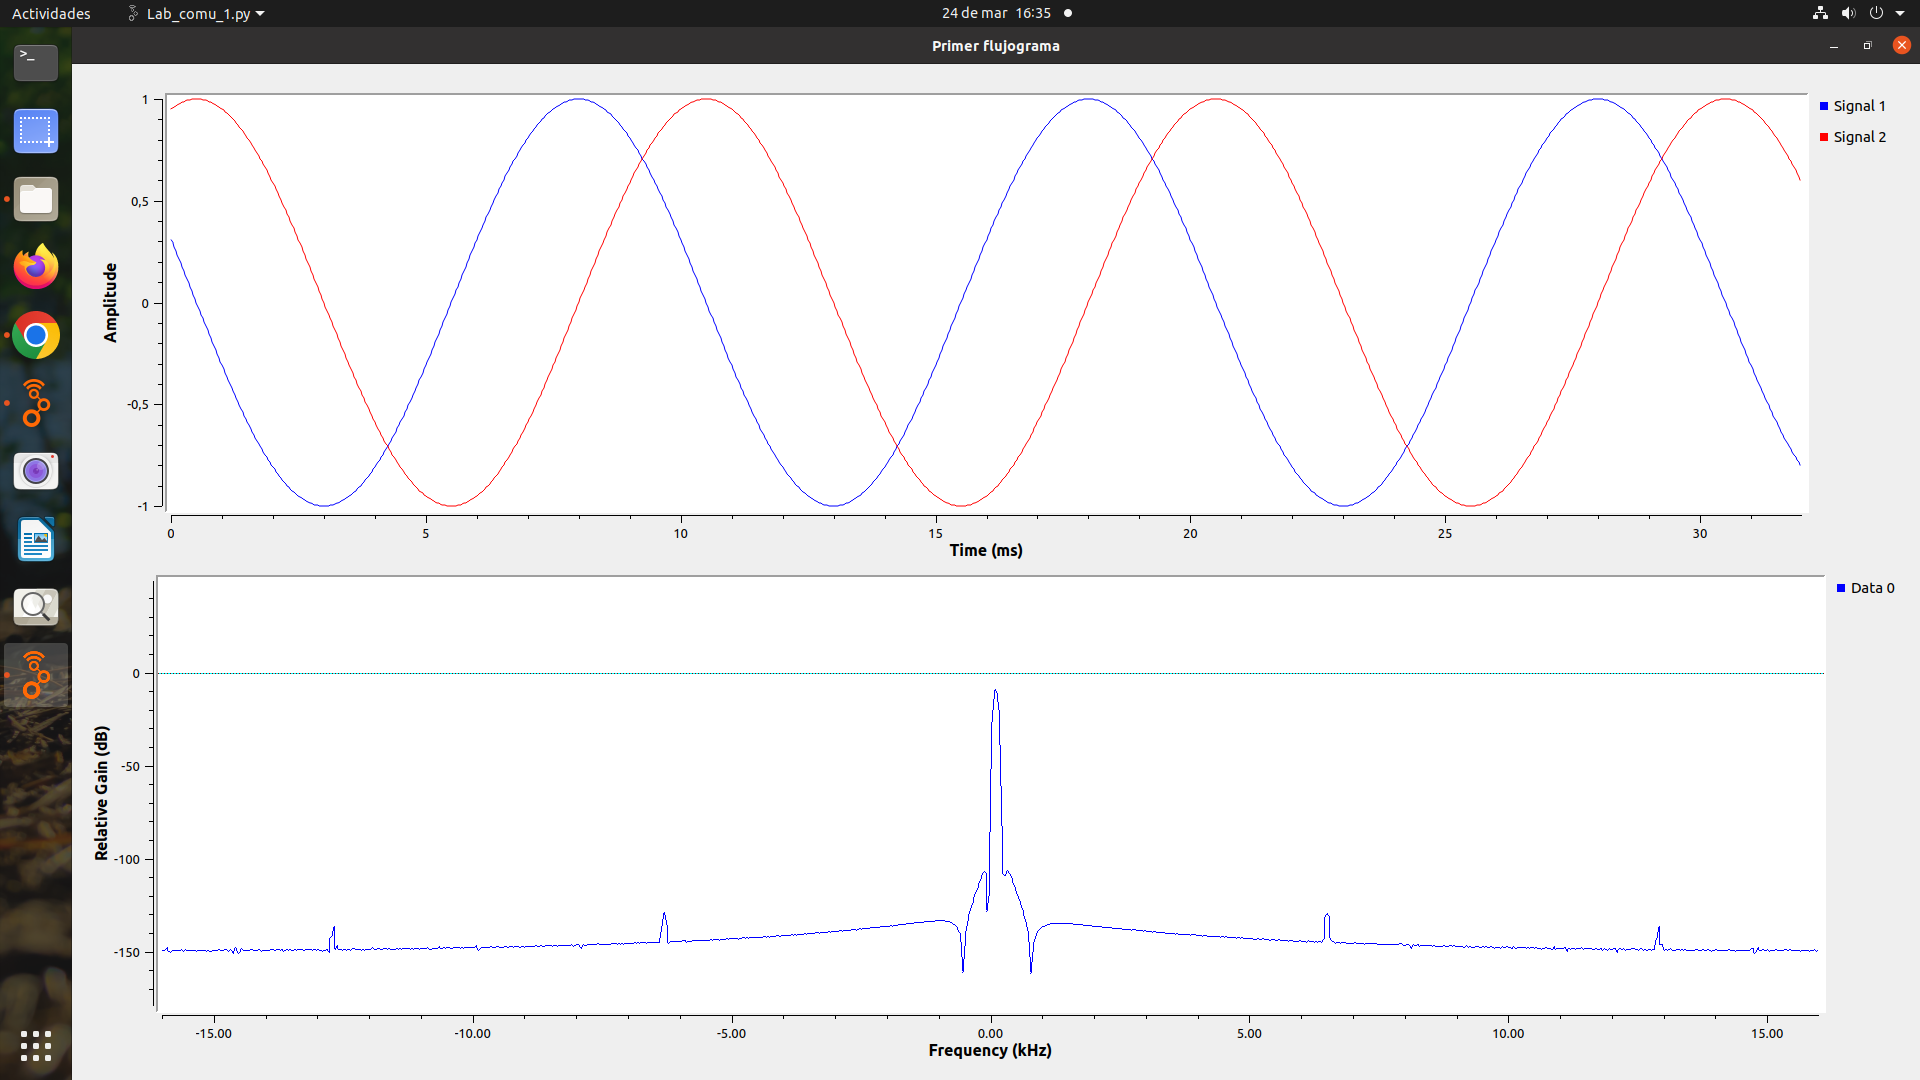 Actividades
Lab_comu_1.py
24 de mar 16:35
Primer flujograma
Signal 1
Signal 2
Amplitude
1
0,5
0
-0,5
-1
0
5
10
15
20
25
30
Time (ms)
Data 0
Relative Gain (dB)
0
-50
-100
-150
-15.00
-10.00
-5.00
0.00
5.00
10.00
15.00
Frequency (kHz)